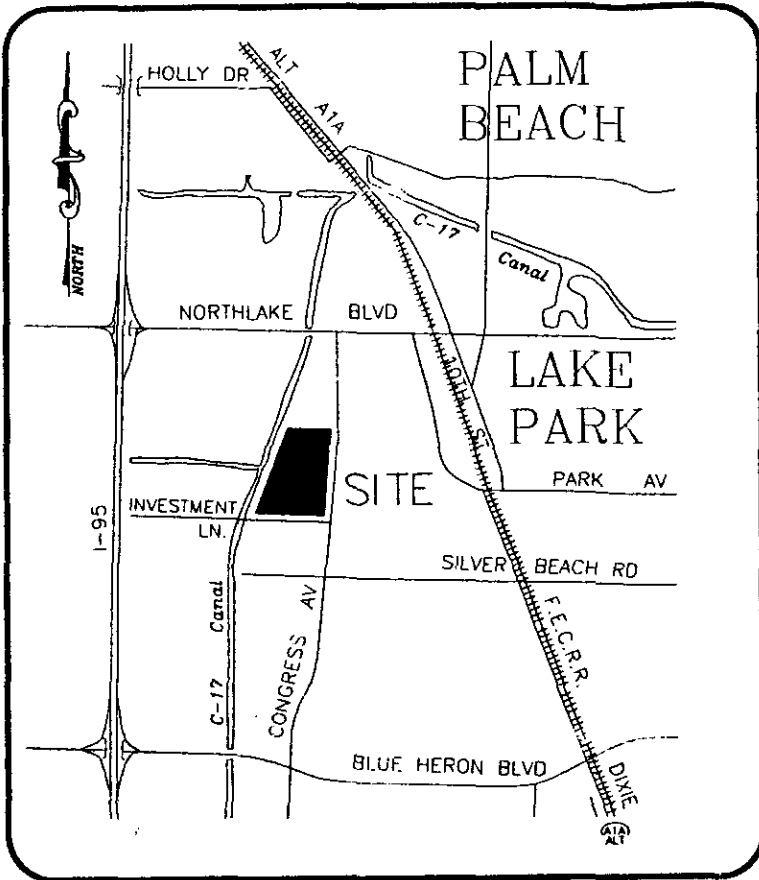 PALM
BEACH
HOLLY DR
ALT
A1A
NORTH
C-17
Canal
NORTHLAKE BLVD
10TH ST
LAKE
PARK
SITE
PARK AV
INVESTMENT
LN.
I-95
SILVER BEACH RD
C-17 Canal
CONGRESS AV
F.E.C.R.R.
BLUE HERON BLVD
DIXIE
A1A
ALT